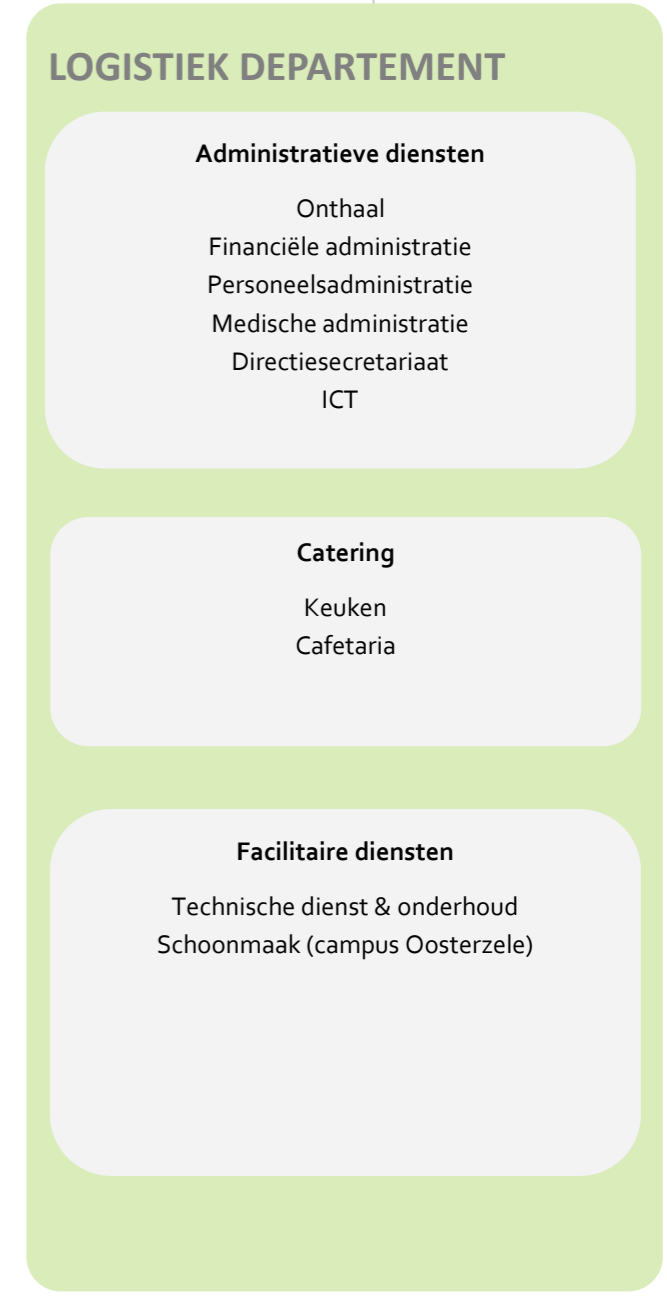 LOGISTIEK DEPARTEMENT
Administratieve diensten
Onthaal
Financiële administratie
Personeelsadministratie
Medische administratie
Directiesecretariaat
ICT
Catering
Keuken
Cafetaria
Facilitaire diensten
Technische dienst & onderhoud
Schoonmaak (campus Oosterzele)